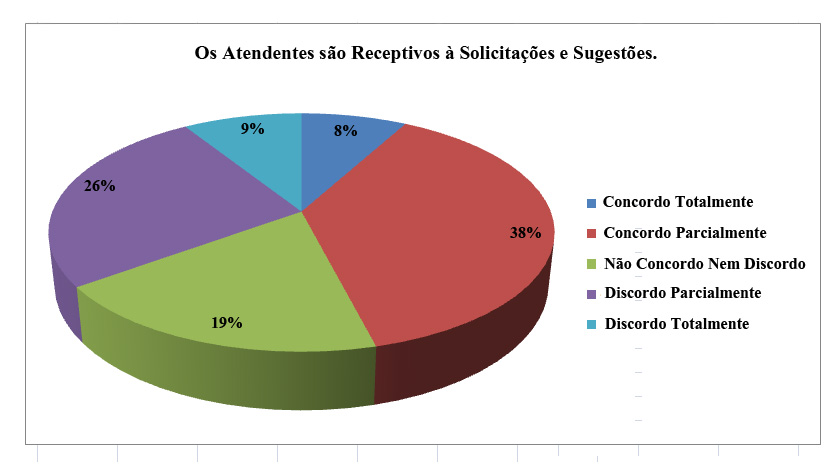 Os Atendentes são Receptivos à Solicitações e Sugestões.
9%
8%
26%
38%
19%
Concordo Totalmente
Concordo Parcialmente
Não Concordo Nem Discordo
Discordo Parcialmente
Discordo Totalmente